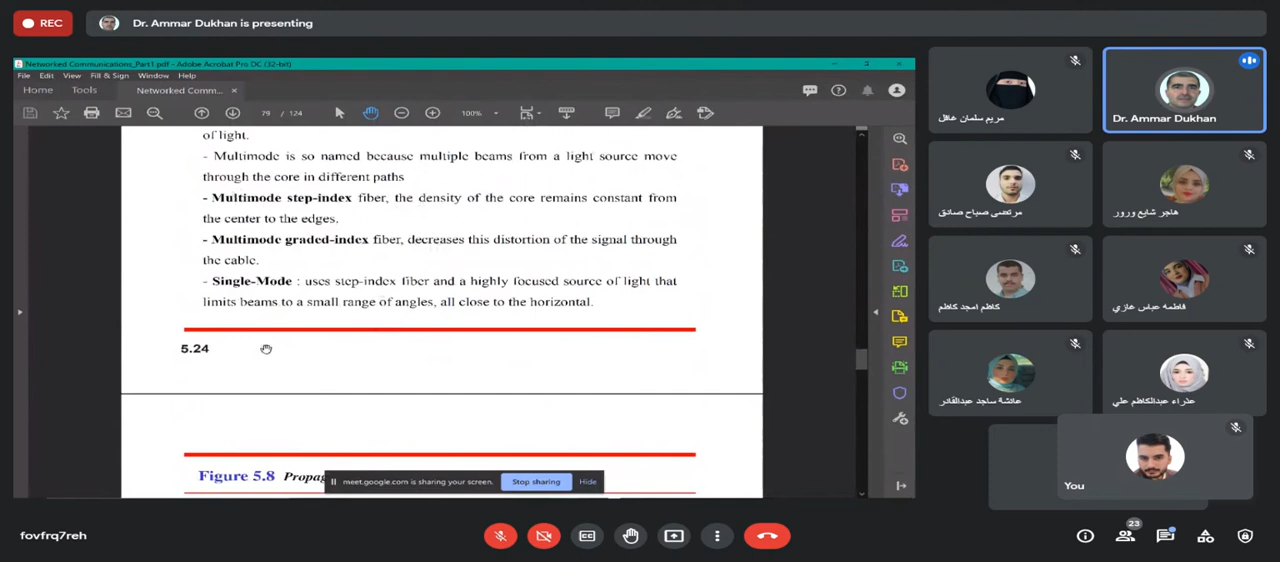 REC
Dr. Ammar Dukhan is presenting
Networked Communications_Part1.pdf - Adobe Acrobat Pro DC (32-bit)
File Edit View Fill & Sign Window Help
Home Tools Networked Comm... ×
79 / 124 100%
of light.
- Multimode is so named because multiple beams from a light source move
through the core in different paths
- Multimode step-index fiber, the density of the core remains constant from
the center to the edges.
- Multimode graded-index fiber, decreases this distortion of the signal through
the cable.
- Single-Mode : uses step-index fiber and a highly focused source of light that
limits beams to a small range of angles, all close to the horizontal.
5.24
Figure 5.8 Propag
meet.google.com is sharing your screen. Stop sharing Hide
مريم سلمان عاقل
Dr. Ammar Dukhan
مرتضى صباح صادق
هاجر شايع ورور
كاظم امجد كاظم
فاطمه عباس غازي
عائشة ساجد عبدالقادر
عذراء عبدالكاظم علي
You
fovfrq7reh
CC
23